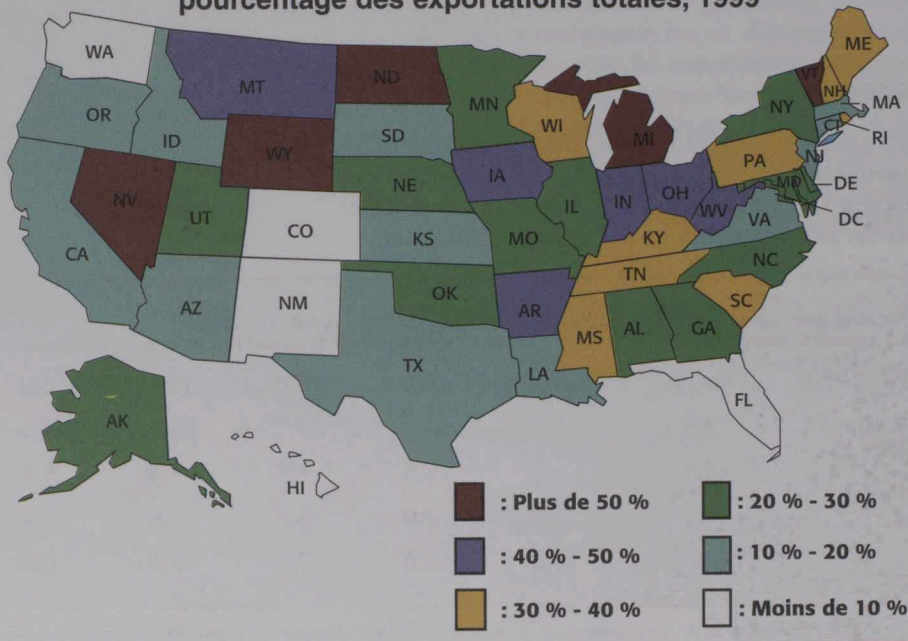 pourcentage des exportations totales, 1999
WA
MT
ND
MN
ME
VT
NH
OR
ID
SD
WI
NY
MA
CT
RI
WY
MI
IA
PA
NJ
NV
UT
NE
IL
IN
OH
MD
DE
DC
CA
CO
KS
MO
WV
VA
KY
AZ
NM
OK
AR
TN
NC
SC
TX
LA
MS
AL
GA
FL
AK
HI
: Plus de 50 %
: 40 % - 50 %
: 30 % - 40 %
: 20 % - 30 %
: 10 % - 20 %
: Moins de 10 %